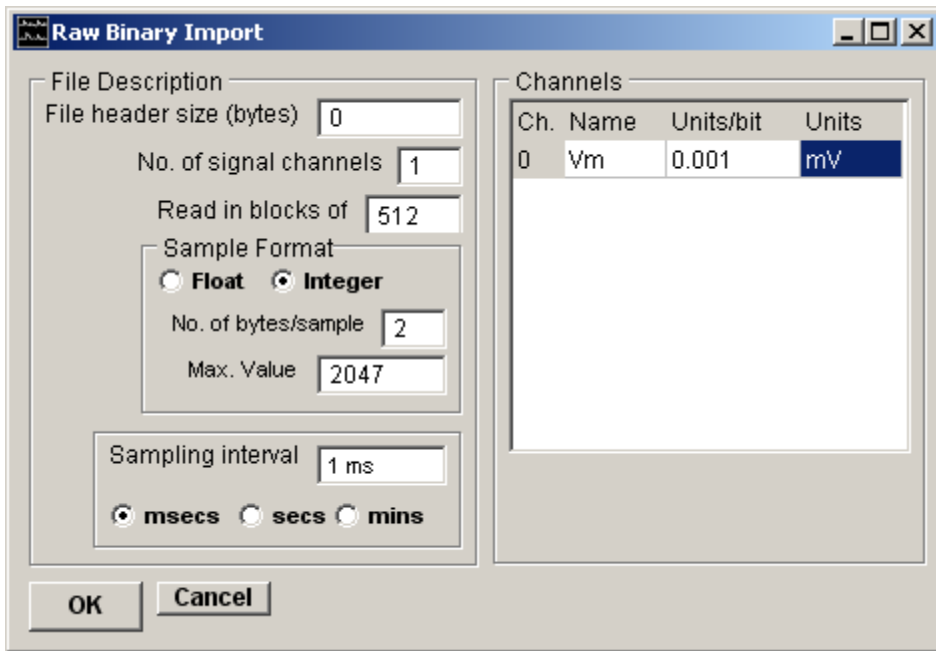 Raw Binary Import
File Description
File header size (bytes) 0
No. of signal channels 1
Read in blocks of 512
Sample Format
Float Integer
No. of bytes/sample 2
Max. Value 2047
Sampling interval 1 ms
msecs secs mins
Channels
Ch. Name Units/bit Units
0 Vm 0.001 mV
OK Cancel